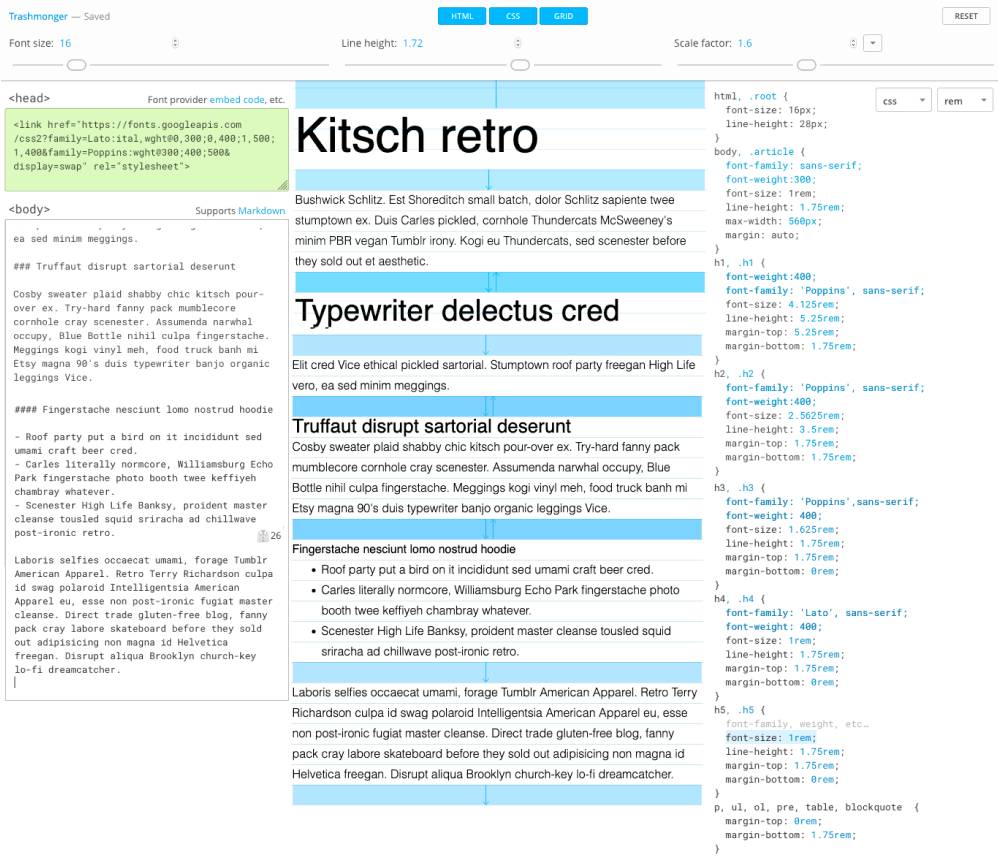 Trashmonger — Saved
HTML
CSS
GRID
RESET
Font size: 16
Line height: 1.72
Scale factor: 1.6
<head>
Font provider embed code, etc.
<link href="https://fonts.googleapis.com
/css2?family=Lato:ital,wght@0,300;0,400;1,500;
1,400&family=Poppins:wght@300;400;500&
display=swap" rel="stylesheet">
<body>
Supports Markdown
ea sed minim meggings.
### Truffaut disrupt sartorial deserunt
Cosby sweater plaid shabby chic kitsch pour-
over ex. Try-hard fanny pack mumblecore
cornhole cray scenester. Assumenda narwhal
occupy, Blue Bottle nihil culpa fingerstache.
Meggings kogi vinyl meh, food truck banh mi
Etsy magna 90's duis typewriter banjo organic
leggings Vice.
#### Fingerstache nesciunt lomo nostrud hoodie
- Roof party put a bird on it incididunt sed
umami craft beer cred.
- Carles literally normcore, Williamsburg Echo
Park fingerstache photo booth twee keffiyeh
chambray whatever.
- Scenester High Life Banksy, proident master
cleanse tousled squid sriracha ad chillwave
post-ironic retro.
26
Laboris selfies occaecat umami, forage Tumblr
American Apparel. Retro Terry Richardson culpa
id swag polaroid Intelligentsia American
Apparel eu, esse non post-ironic fugiat master
cleanse. Direct trade gluten-free blog, fanny
pack cray labore skateboard before they sold
out adipisicing non magna id Helvetica
freegan. Disrupt aliqua Brooklyn church-key
lo-fi dreamcatcher.
Kitsch retro
Bushwick Schlitz. Est Shoreditch small batch, dolor Schlitz sapiente twee
stumptown ex. Duis Carles pickled, cornhole Thundercats McSweeney's
minim PBR vegan Tumblr irony. Kogi eu Thundercats, sed scenester before
they sold out et aesthetic.
Typewriter delectus cred
Elit cred Vice ethical pickled sartorial. Stumptown roof party freegan High Life
vero, ea sed minim meggings.
Truffaut disrupt sartorial deserunt
Cosby sweater plaid shabby chic kitsch pour-over ex. Try-hard fanny pack
mumblecore cornhole cray scenester. Assumenda narwhal occupy, Blue
Bottle nihil culpa fingerstache. Meggings kogi vinyl meh, food truck banh mi
Etsy magna 90's duis typewriter banjo organic leggings Vice.
Fingerstache nesciunt lomo nostrud hoodie
• Roof party put a bird on it incididunt sed umami craft beer cred.
• Carles literally normcore, Williamsburg Echo Park fingerstache photo
booth twee keffiyeh chambray whatever.
• Scenester High Life Banksy, proident master cleanse tousled squid
sriracha ad chillwave post-ironic retro.
Laboris selfies occaecat umami, forage Tumblr American Apparel. Retro Terry
Richardson culpa id swag polaroid Intelligentsia American Apparel eu, esse
non post-ironic fugiat master cleanse. Direct trade gluten-free blog, fanny
pack cray labore skateboard before they sold out adipisicing non magna id
Helvetica freegan. Disrupt aliqua Brooklyn church-key lo-fi dreamcatcher.
css
rem
html, .root {
font-size: 16px;
line-height: 28px;
}
body, .article {
font-family: sans-serif;
font-weight:300;
font-size: 1rem;
line-height: 1.75rem;
max-width: 560px;
margin: auto;
}
h1, .h1 {
font-weight:400;
font-family: 'Poppins', sans-serif;
font-size: 4.125rem;
line-height: 5.25rem;
margin-top: 5.25rem;
margin-bottom: 1.75rem;
}
h2, .h2 {
font-family: 'Poppins', sans-serif;
font-weight:400;
font-size: 2.5625rem;
line-height: 3.5rem;
margin-top: 1.75rem;
margin-bottom: 1.75rem;
}
h3, .h3 {
font-family: 'Poppins',sans-serif;
font-weight: 400;
font-size: 1.625rem;
line-height: 1.75rem;
margin-top: 1.75rem;
margin-bottom: 0rem;
}
h4, .h4 {
font-family: 'Lato', sans-serif;
font-weight: 400;
font-size: 1rem;
line-height: 1.75rem;
margin-top: 1.75rem;
margin-bottom: 0rem;
}
h5, .h5 {
font-family, weight, etc…
font-size: 1rem;
line-height: 1.75rem;
margin-top: 1.75rem;
margin-bottom: 0rem;
}
p, ul, ol, pre, table, blockquote {
margin-top: 0rem;
margin-bottom: 1.75rem;
}